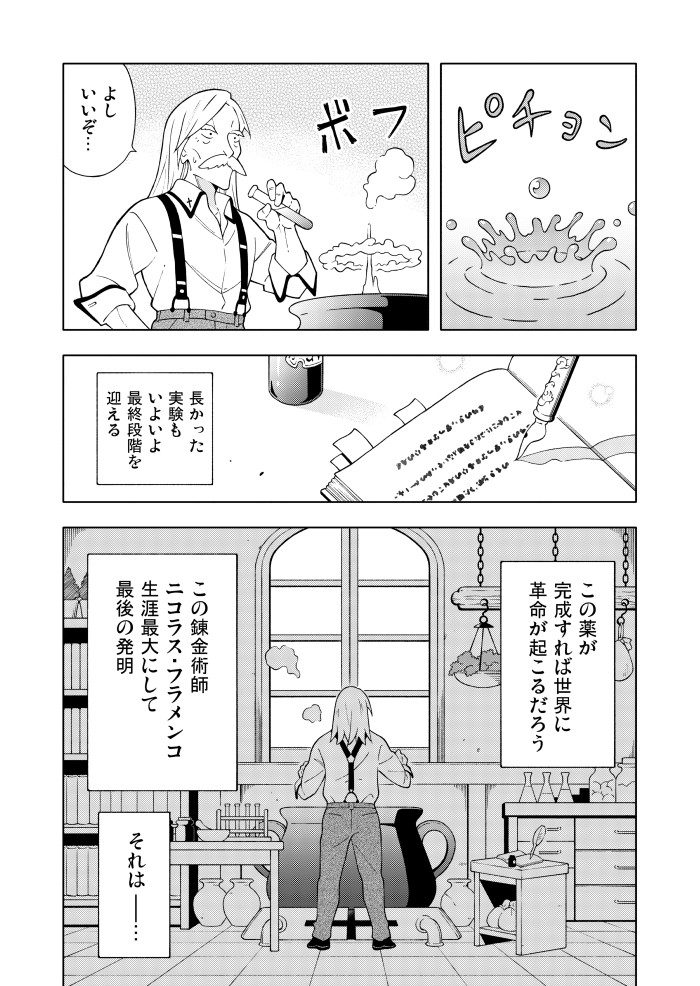 ピチョン
ボフ
よし
いいぞ…
長かった
実験も
いよいよ
最終段階を
迎える
この薬が
完成すれば世界に
革命が起こるだろう
この錬金術師
ニコラス・フラメンコ
生涯最大にして
最後の発明
それは――…